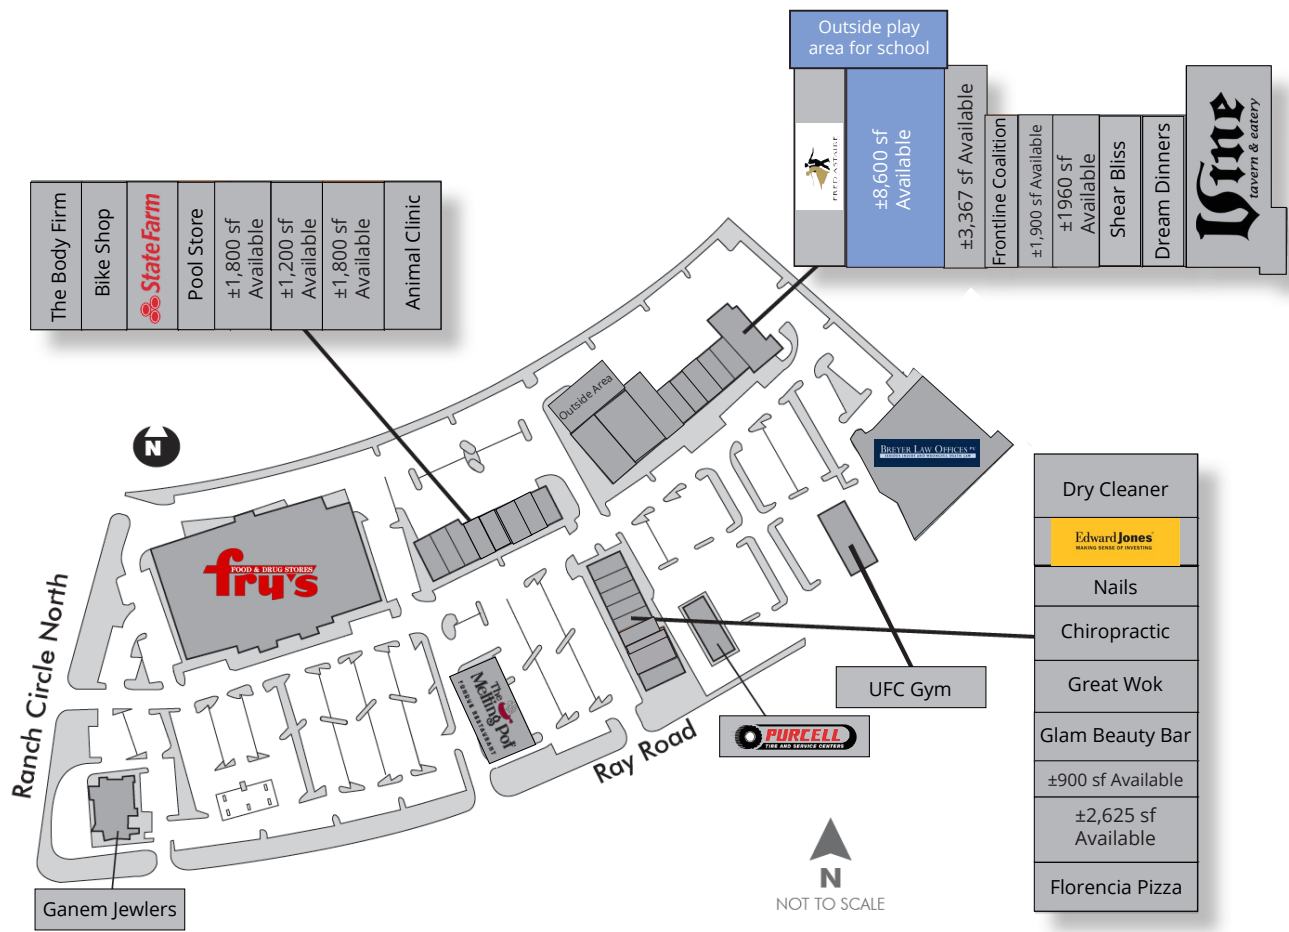 Outside play
area for school
FRED ASTAIRE
±8,600 sf
Available
±3,367 sf Available
Frontline Coalition
±1,900 sf Available
±1960 sf
Available
Shear Bliss
Dream Dinners
Vine
tavern & eatery
The Body Firm
Bike Shop
StateFarm
Pool Store
±1,800 sf
Available
±1,200 sf
Available
±1,800 sf
Available
Animal Clinic
Outside Area
N
BREYER LAW OFFICES P.C.
fry's
FOOD & DRUG STORES
Ranch Circle North
The
Melting Pot
FONDUE RESTAURANT
Ray Road
UFC Gym
PURCELL
TIRE AND SERVICE CENTERS
Ganem Jewlers
Dry Cleaner
Edward Jones
MAKING SENSE OF INVESTING
Nails
Chiropractic
Great Wok
Glam Beauty Bar
±900 sf Available
±2,625 sf
Available
Florencia Pizza
N
NOT TO SCALE